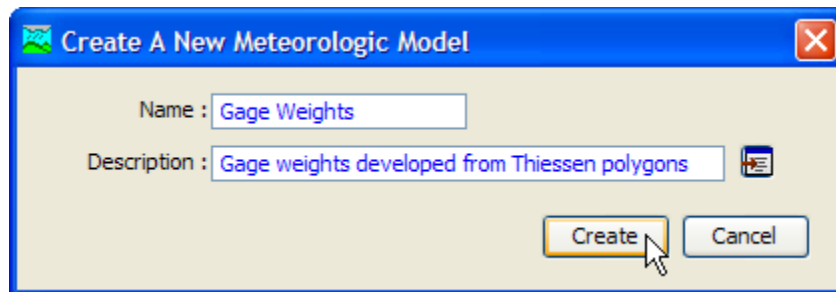 Create A New Meteorologic Model
Name : Gage Weights
Description : Gage weights developed from Thiessen polygons
Create Cancel